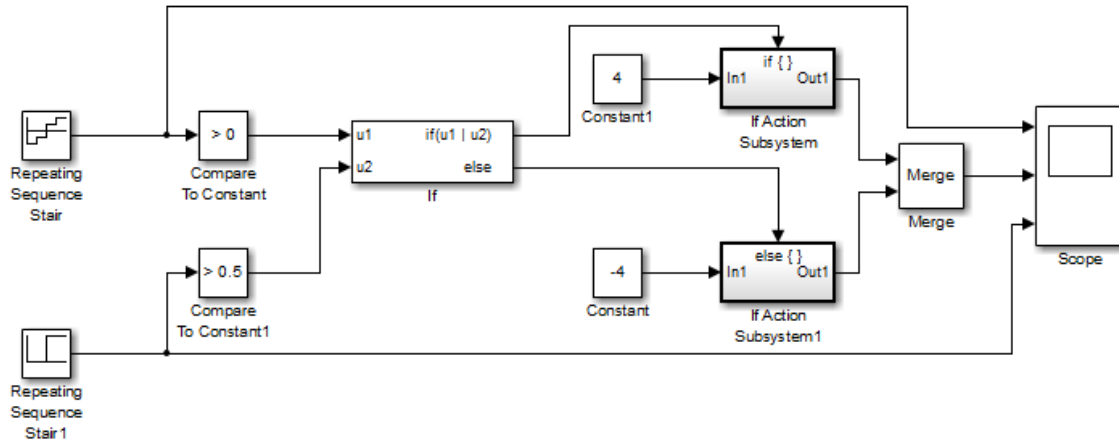 if { }
In1
Out1
4
Constant1
If Action
Subsystem
> 0
Compare
To Constant
u1
if(u1 | u2)
u2
else
If
Repeating
Sequence
Stair
Merge
Merge
Scope
> 0.5
Compare
To Constant1
-4
Constant
else { }
In1
Out1
If Action
Subsystem1
Repeating
Sequence
Stair1